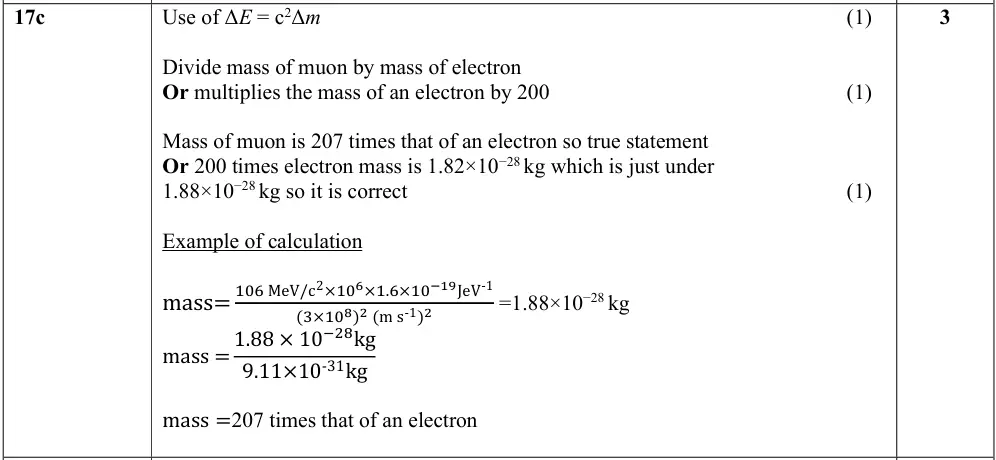 17c Use of ΔE = c²Δm (1) 3
Divide mass of muon by mass of electron
Or multiplies the mass of an electron by 200 (1)
Mass of muon is 207 times that of an electron so true statement
Or 200 times electron mass is 1.82×10⁻²⁸ kg which is just under
1.88×10⁻²⁸ kg so it is correct (1)
Example of calculation
mass= 106 MeV/c²×10⁶×1.6×10⁻¹⁹JeV⁻¹ / (3×10⁸)² (m s⁻¹)² =1.88×10⁻²⁸ kg
mass = 1.88 × 10⁻²⁸kg / 9.11×10⁻³¹kg
mass =207 times that of an electron